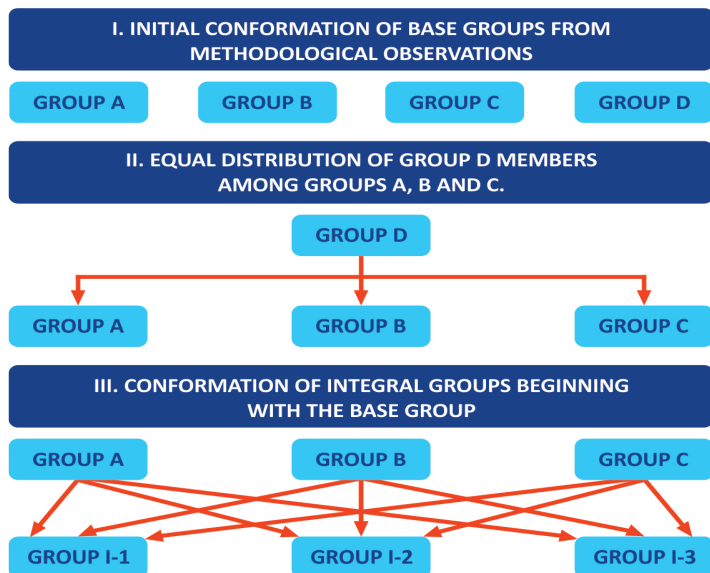 I. INITIAL CONFORMATION OF BASE GROUPS FROM
METHODOLOGICAL OBSERVATIONS
GROUP A
GROUP B
GROUP C
GROUP D
II. EQUAL DISTRIBUTION OF GROUP D MEMBERS
AMONG GROUPS A, B AND C.
GROUP D
GROUP A
GROUP B
GROUP C
III. CONFORMATION OF INTEGRAL GROUPS BEGINNING
WITH THE BASE GROUP
GROUP A
GROUP B
GROUP C
GROUP I-1
GROUP I-2
GROUP I-3